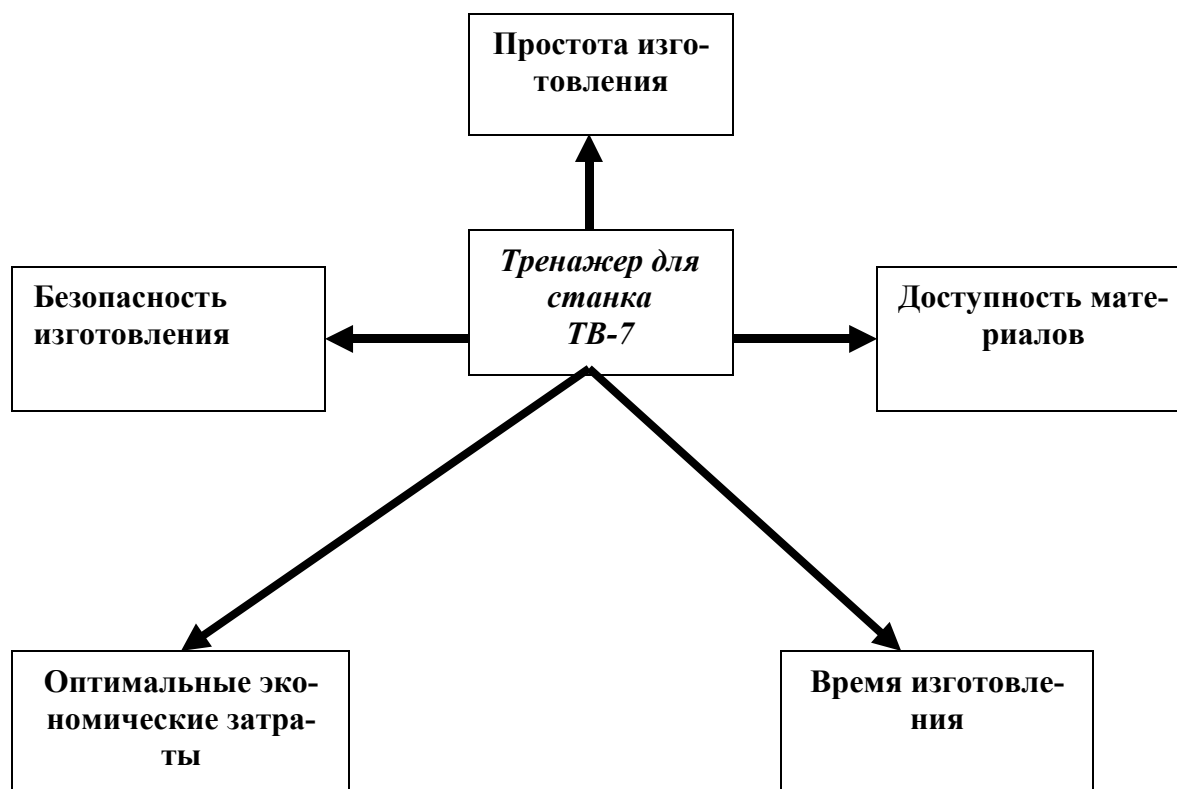 Простота изго-
товления
Тренажер для
станка
ТВ-7
Безопасность
изготовления
Доступность мате-
риалов
Оптимальные эко-
номические затра-
ты
Время изготовле-
ния